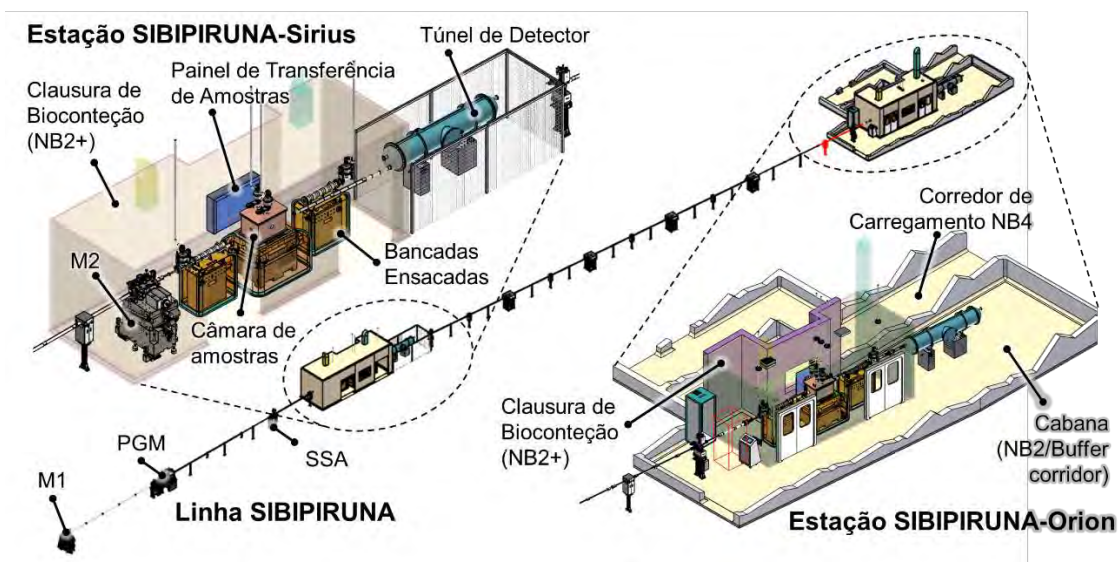 Estação SIBIPIRUNA-Sirius
Túnel de Detector
Painel de Transferência
de Amostras
Clausura de
Biocontenção
(NB2+)
M2
Bancadas
Ensacadas
Câmara de
amostras
SSA
PGM
M1
Linha SIBIPIRUNA
Corredor de
Carregamento NB4
Clausura de
Biocontenção
(NB2+)
Cabana
(NB2/Buffer
corridor)
Estação SIBIPIRUNA-Orion